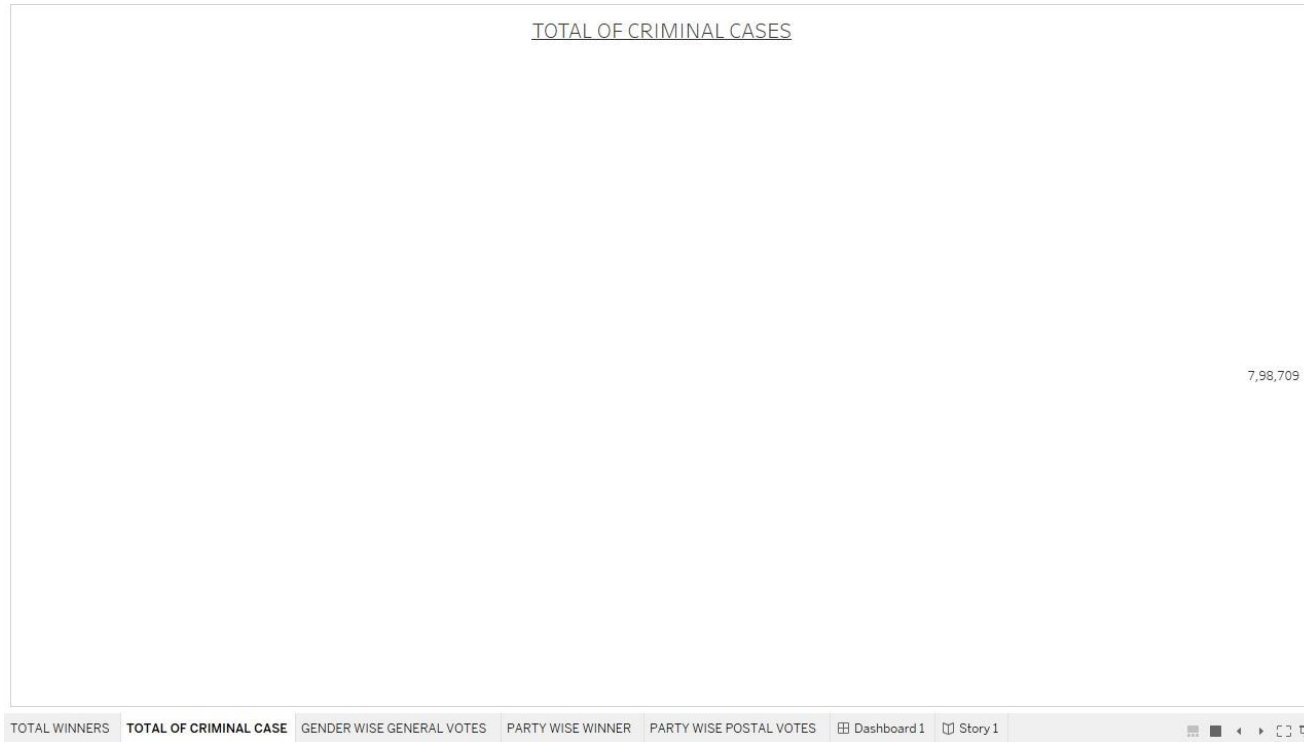 TOTAL OF CRIMINAL CASES
7,98,709
TOTAL WINNERS TOTAL OF CRIMINAL CASE GENDER WISE GENERAL VOTES PARTY WISE WINNER PARTY WISE POSTAL VOTES Dashboard 1 Story 1